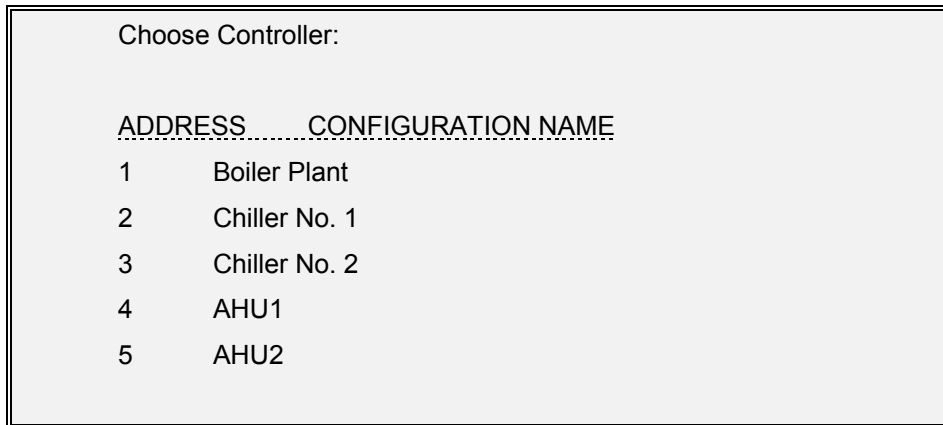 Choose Controller:
ADDRESS CONFIGURATION NAME
1 Boiler Plant
2 Chiller No. 1
3 Chiller No. 2
4 AHU1
5 AHU2